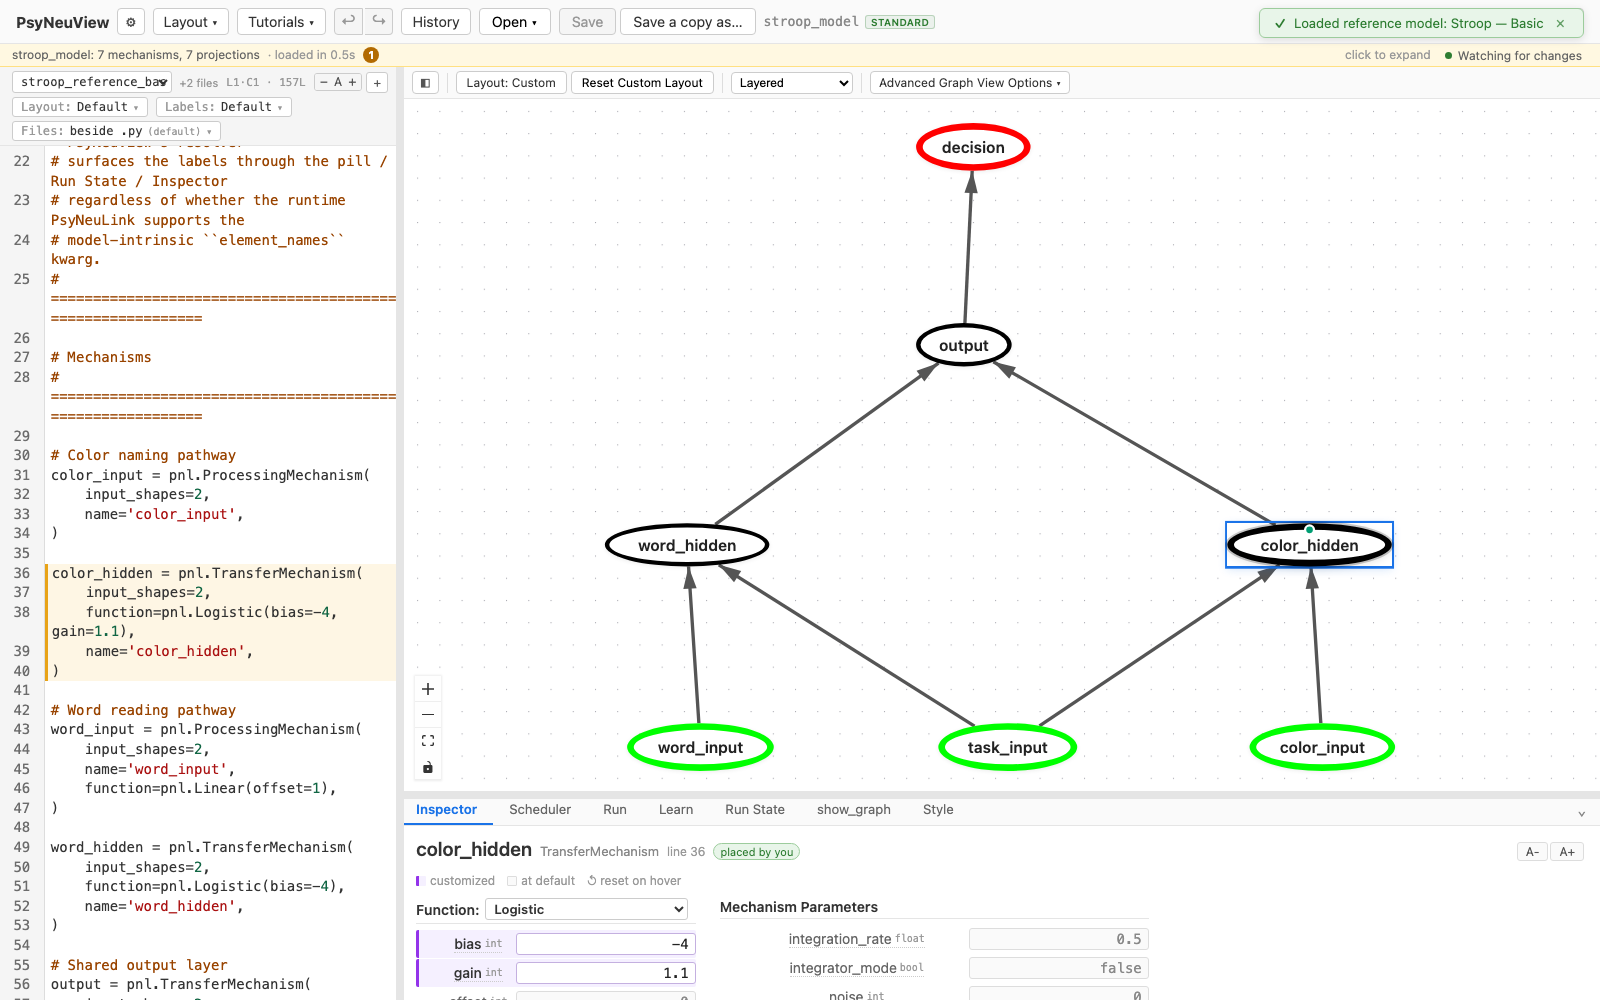 PsyNeuView
⚙
Layout ▾
Tutorials ▾
↩
↪
History
Open ▾
Save
Save a copy as...
stroop_model
STANDARD
✓ Loaded reference model: Stroop — Basic ×
stroop_model: 7 mechanisms, 7 projections · loaded in 0.5s 1
click to expand
Watching for changes
stroop_reference_bas
+2 files
L1:C1 · 157L
− A +
+
Layout: Default ▾
Labels: Default ▾
Files: beside .py (default) ▾
Layout: Custom
Reset Custom Layout
Layered
Advanced Graph View Options ▾
22 # surfaces the labels through the pill /
Run State / Inspector
23 # regardless of whether the runtime
PsyNeuLink supports the
24 # model-intrinsic ``element_names``
kwarg.
25 #
=========================================
==================
26
27 # Mechanisms
28 #
=========================================
==================
29
30 # Color naming pathway
31 color_input = pnl.ProcessingMechanism(
32     input_shapes=2,
33     name='color_input',
34 )
35
36 color_hidden = pnl.TransferMechanism(
37     input_shapes=2,
38     function=pnl.Logistic(bias=−4,
gain=1.1),
39     name='color_hidden',
40 )
41
42 # Word reading pathway
43 word_input = pnl.ProcessingMechanism(
44     input_shapes=2,
45     name='word_input',
46     function=pnl.Linear(offset=1),
47 )
48
49 word_hidden = pnl.TransferMechanism(
50     input_shapes=2,
51     function=pnl.Logistic(bias=−4),
52     name='word_hidden',
53 )
54
55 # Shared output layer
56 output = pnl.TransferMechanism(
decision
output
word_hidden
color_hidden
word_input
task_input
color_input
+
−
Inspector
Scheduler
Run
Learn
Run State
show_graph
Style
color_hidden TransferMechanism line 36 placed by you
A-
A+
customized
at default
↺ reset on hover
Function: Logistic
bias int −4
gain int 1.1
Mechanism Parameters
integration_rate float 0.5
integrator_mode bool false
noise int 0